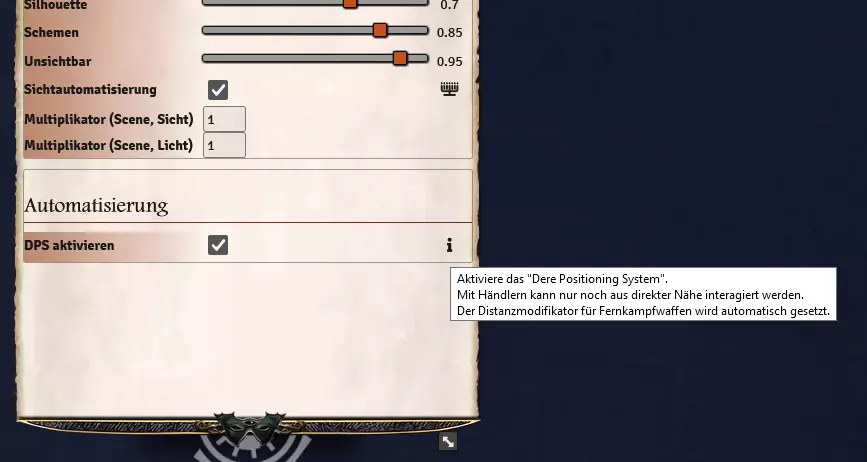 Silhouette 0.7
Schemen 0.85
Unsichtbar 0.95
Sichtautomatisierung
Multiplikator (Scene, Sicht) 1
Multiplikator (Scene, Licht) 1
Automatisierung
DPS aktivieren
Aktiviere das "Dere Positioning System".
Mit Händlern kann nur noch aus direkter Nähe interagiert werden.
Der Distanzmodifikator für Fernkampfwaffen wird automatisch gesetzt.